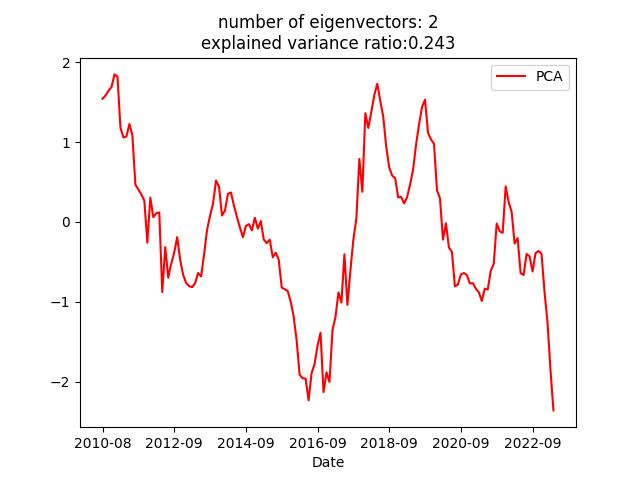 number of eigenvectors: 2
explained variance ratio:0.243
PCA
2
1
0
−1
−2
2010-08 2012-09 2014-09 2016-09 2018-09 2020-09 2022-09
Date